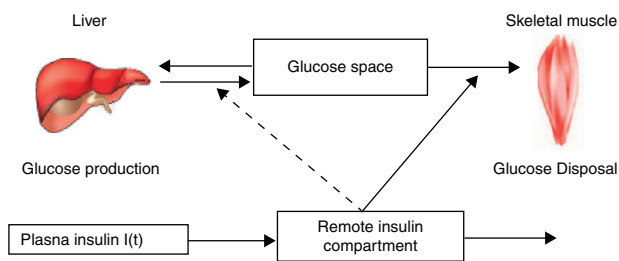 Liver
Skeletal muscle
Glucose space
Glucose production
Glucose Disposal
Plasna insulin I(t)
Remote insulin
compartment